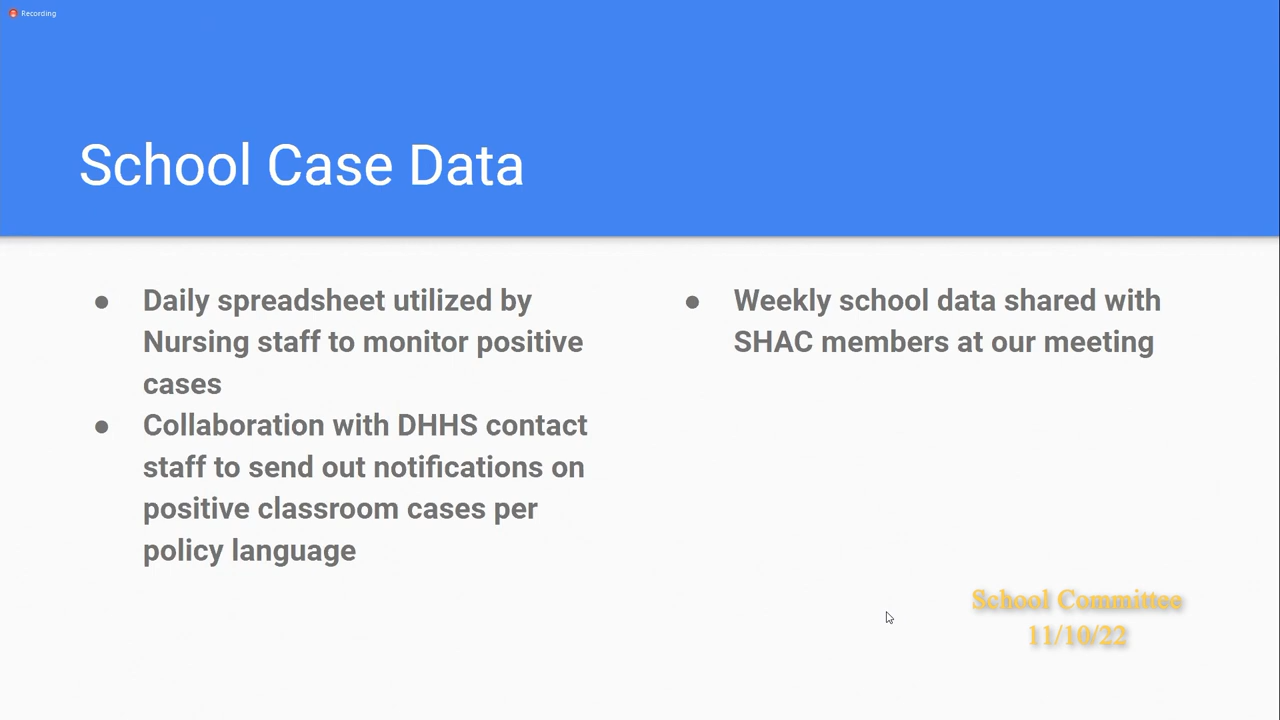 Recording
School Case Data
● Daily spreadsheet utilized by
Nursing staff to monitor positive
cases
● Collaboration with DHHS contact
staff to send out notifications on
positive classroom cases per
policy language
● Weekly school data shared with
SHAC members at our meeting
School Committee
11/10/22